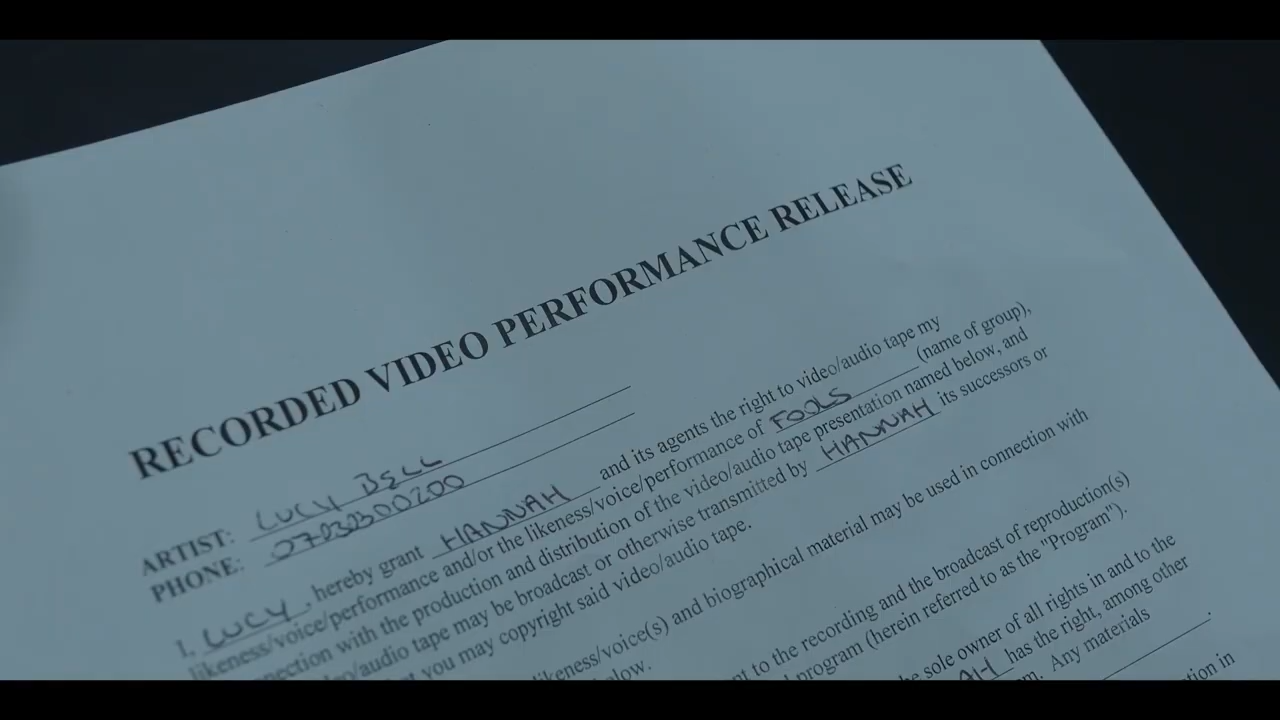 RECORDED VIDEO PERFORMANCE RELEASE
ARTIST: LUCY BELL
PHONE: 07030300200
I, LUCY, hereby grant HANNAH and its agents the right to video/audio tape my
likeness/voice/performance and/or the likeness/voice/performance of FOOLS (name of group),
connection with the production and distribution of the video/audio tape presentation named below, and
video/audio tape may be broadcast or otherwise transmitted by HANNAH its successors or
you may copyright said video/audio tape.
likeness/voice(s) and biographical material may be used in connection with
below.
to the recording and the broadcast of reproduction(s)
program (herein referred to as the "Program").
sole owner of all rights in and to the
has the right, among other
Any materials
in